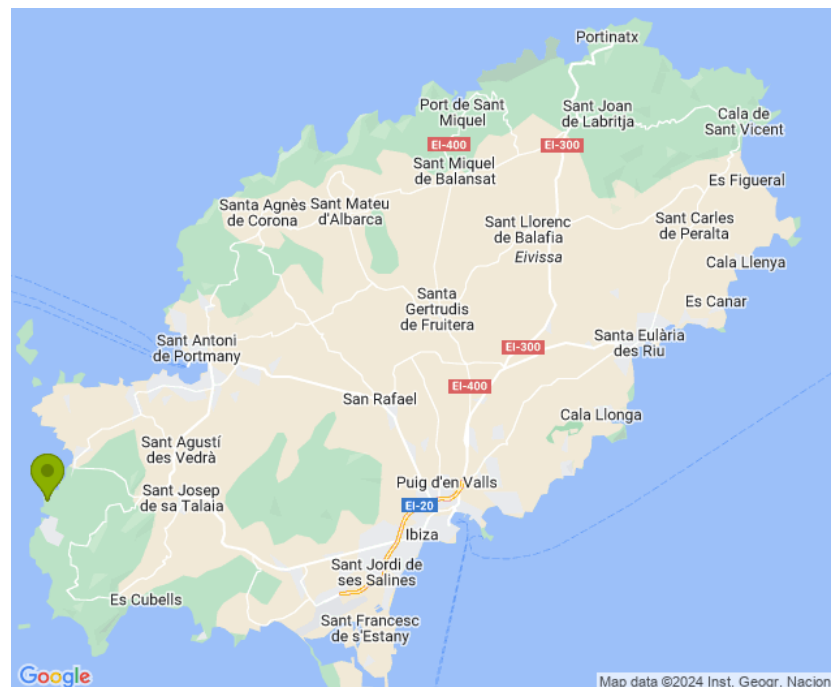 Portinatx
Port de Sant
Miquel
Sant Joan
de Labritja
Cala de
Sant Vicent
EI-400
EI-300
Sant Miquel
de Balansat
Es Figueral
Santa Agnès
de Corona
Sant Mateu
d'Albarca
Sant Llorenc
de Balafia
Sant Carles
de Peralta
Eivissa
Cala Llenya
Santa
Gertrudis
de Fruitera
Es Canar
Sant Antoni
de Portmany
Santa Eulària
des Riu
EI-300
EI-400
San Rafael
Cala Llonga
Sant Agustí
des Vedrà
Puig d'en Valls
Sant Josep
de sa Talaia
EI-20
Ibiza
Sant Jordi de
ses Salines
Es Cubells
Sant Francesc
de s'Estany
Google
Map data ©2024 Inst. Geogr. Nacion